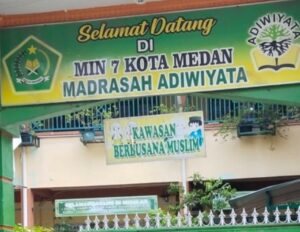 Selamat Datang
DI
MIN 7 KOTA MEDAN
MADRASAH ADIWIYATA
ADIWIYATA
KAWASAN
BERBUSANA MUSLIM